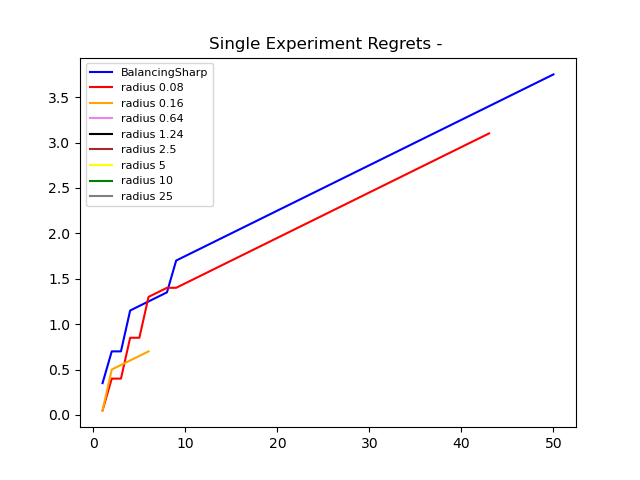 Single Experiment Regrets -
BalancingSharp
radius 0.08
radius 0.16
radius 0.64
radius 1.24
radius 2.5
radius 5
radius 10
radius 25
3.5
3.0
2.5
2.0
1.5
1.0
0.5
0.0
0 10 20 30 40 50